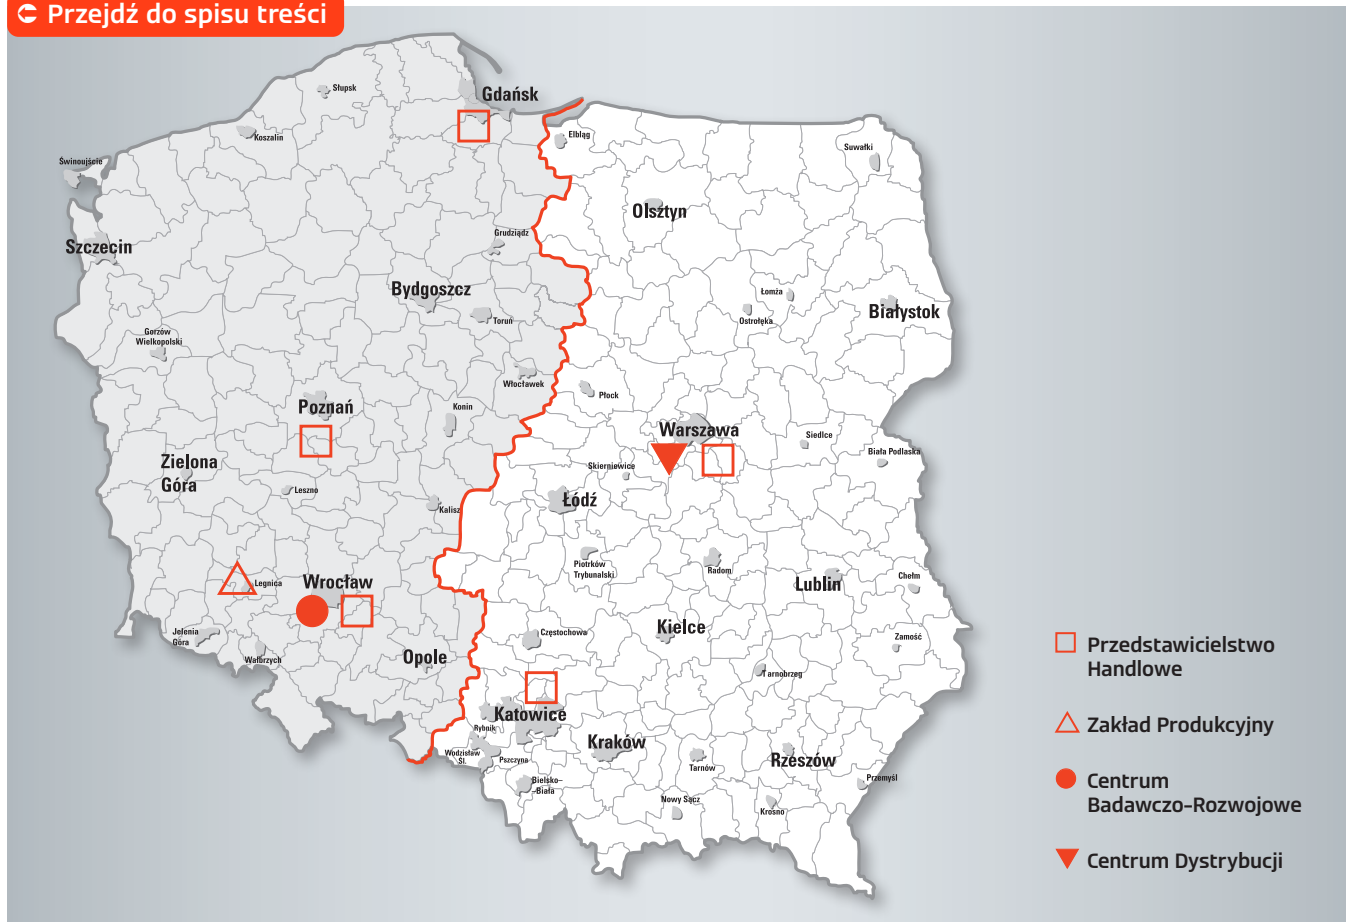 Przejdź do spisu treści
Słupsk
Gdańsk
Koszalin
Elbląg
Świnoujście
Suwałki
Olsztyn
Szczecin
Grudziądz
Bydgoszcz
Łomża
Białystok
Toruń
Ostrołęka
Gorzów
Wielkopolski
Włocławek
Płock
Poznań
Konin
Warszawa
Siedlce
Biała Podlaska
Zielona
Góra
Skierniewice
Leszno
Łódź
Kalisz
Piotrków
Trybunalski
Radom
Legnica
Wrocław
Lublin
Chełm
Jelenia
Góra
Wałbrzych
Częstochowa
Kielce
Zamość
Opole
Tarnobrzeg
Katowice
Rybnik
Wodzisław
Śl.
Pszczyna
Kraków
Tarnów
Rzeszów
Przemyśl
Bielsko-
-Biała
Nowy Sącz
Krosno
Przedstawicielstwo
Handlowe
Zakład Produkcyjny
Centrum
Badawczo-Rozwojowe
Centrum Dystrybucji